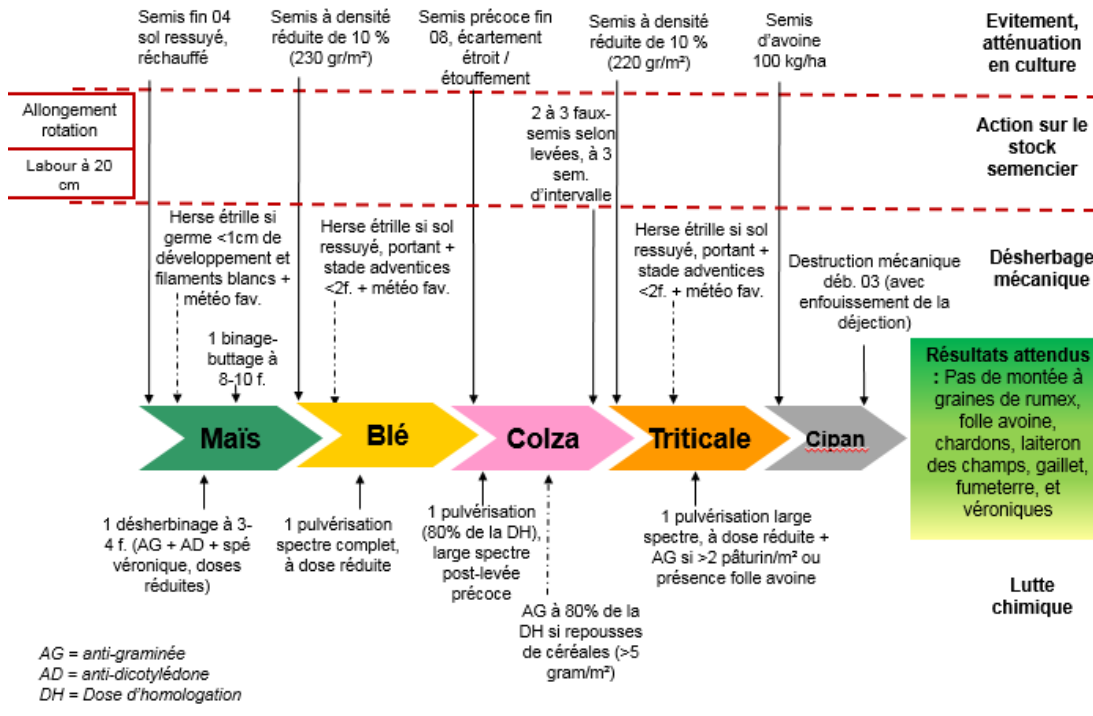 Semis fin 04
sol ressuyé,
réchauffé
Semis à densité
réduite de 10 %
(230 gr/m²)
Semis précoce fin
08, écartement
étroit /
étouffement
Semis à densité
réduite de 10 %
(220 gr/m²)
Semis
d'avoine
100 kg/ha
Evitement,
atténuation
en culture
Allongement
rotation
Labour à 20
cm
2 à 3 faux-
semis selon
levées, à 3
sem.
d'intervalle
Action sur le
stock
semencier
Herse étrille si
germe <1cm de
développement et
filaments blancs +
météo fav.
1 binage-
buttage à
8-10 f.
Herse étrille si sol
ressuyé, portant +
stade adventices
<2f. + météo fav.
Herse étrille si sol
ressuyé, portant +
stade adventices
<2f. + météo fav.
Destruction mécanique
déb. 03 (avec
enfouissement de la
déjection)
Désherbage
mécanique
Maïs
Blé
Colza
Triticale
Cipan
Résultats attendus
: Pas de montée à
graines de rumex,
folle avoine,
chardons, laiteron
des champs, gaillet,
fumeterre, et
véroniques
1 désherbinage à 3-
4 f. (AG + AD + spé
véronique, doses
réduites)
1 pulvérisation
spectre complet,
à dose réduite
1 pulvérisation
(80% de la DH),
large spectre
post-levée
précoce
AG à 80% de la
DH si repousses
de céréales (>5
gram/m²)
1 pulvérisation large
spectre, à dose réduite +
AG si >2 pâturin/m² ou
présence folle avoine
Lutte
chimique
AG = anti-graminée
AD = anti-dicotylédone
DH = Dose d'homologation